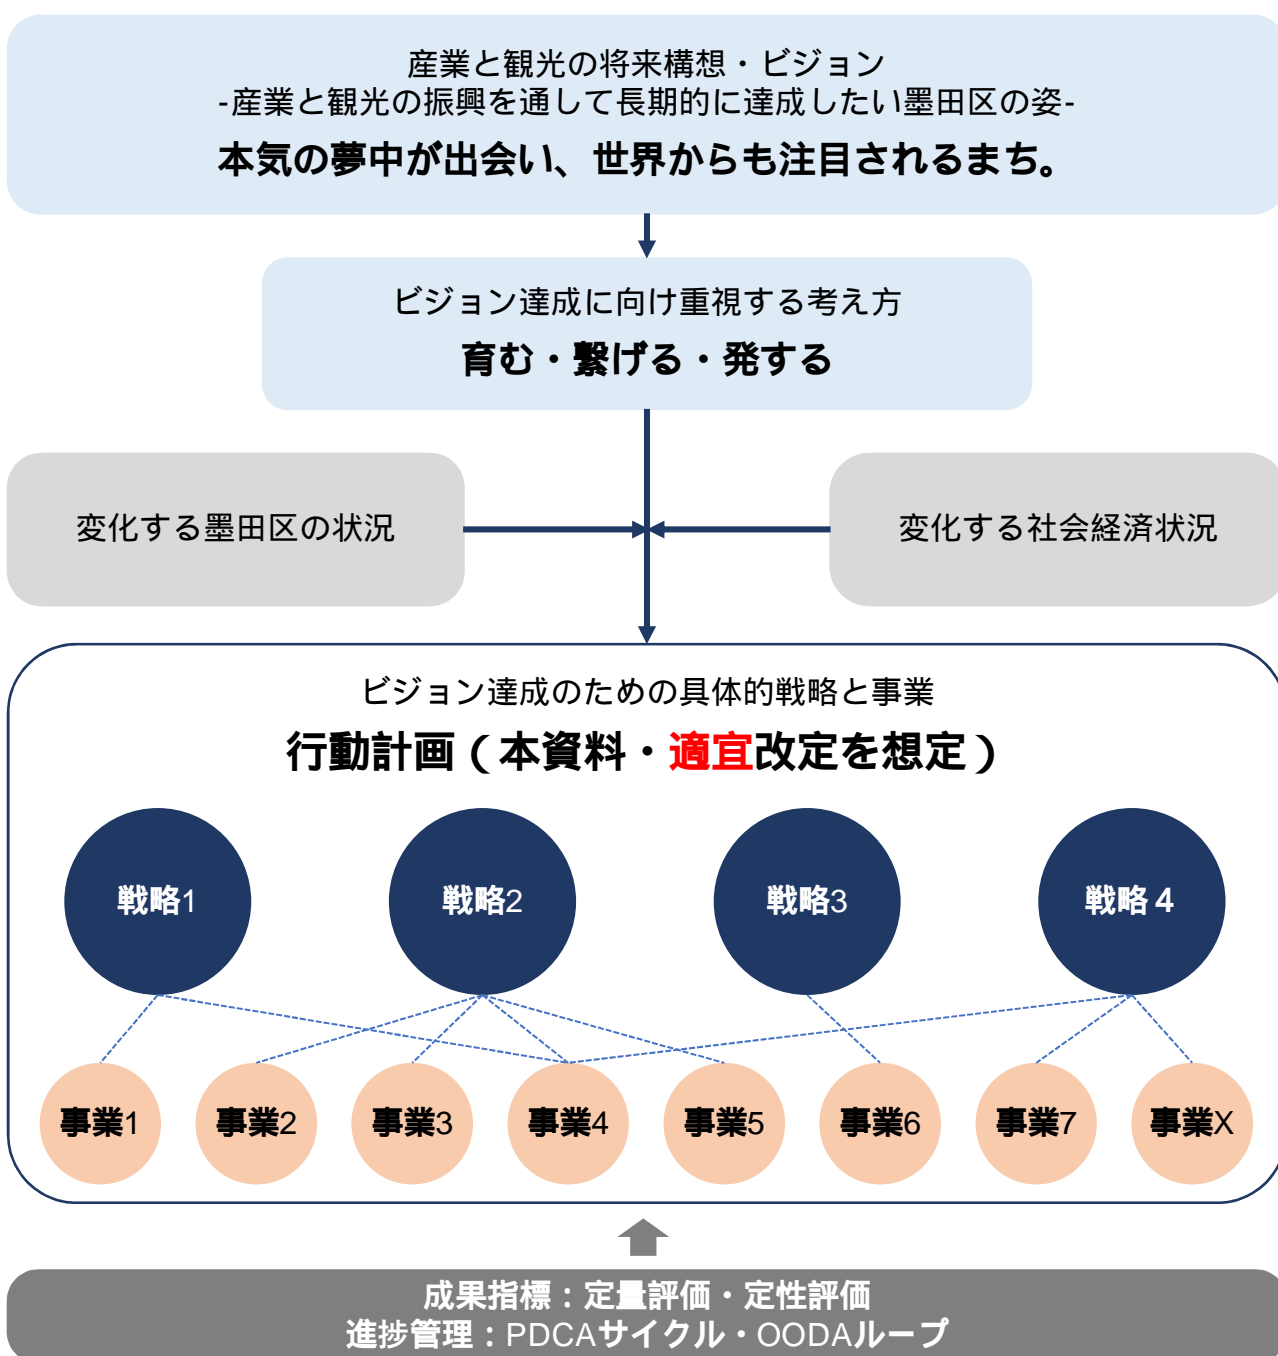 産業と観光の将来構想・ビジョン
-産業と観光の振興を通して長期的に達成したい墨田区の姿-
本気の夢中が出会い、世界からも注目されるまち。
ビジョン達成に向け重視する考え方
育む・繋げる・発する
変化する墨田区の状況
変化する社会経済状況
ビジョン達成のための具体的戦略と事業
行動計画（本資料・適宜改定を想定）
戦略1
戦略2
戦略3
戦略４
事業1
事業2
事業3
事業4
事業5
事業6
事業7
事業X
成果指標：定量評価・定性評価
進捗管理：PDCAサイクル・OODAループ